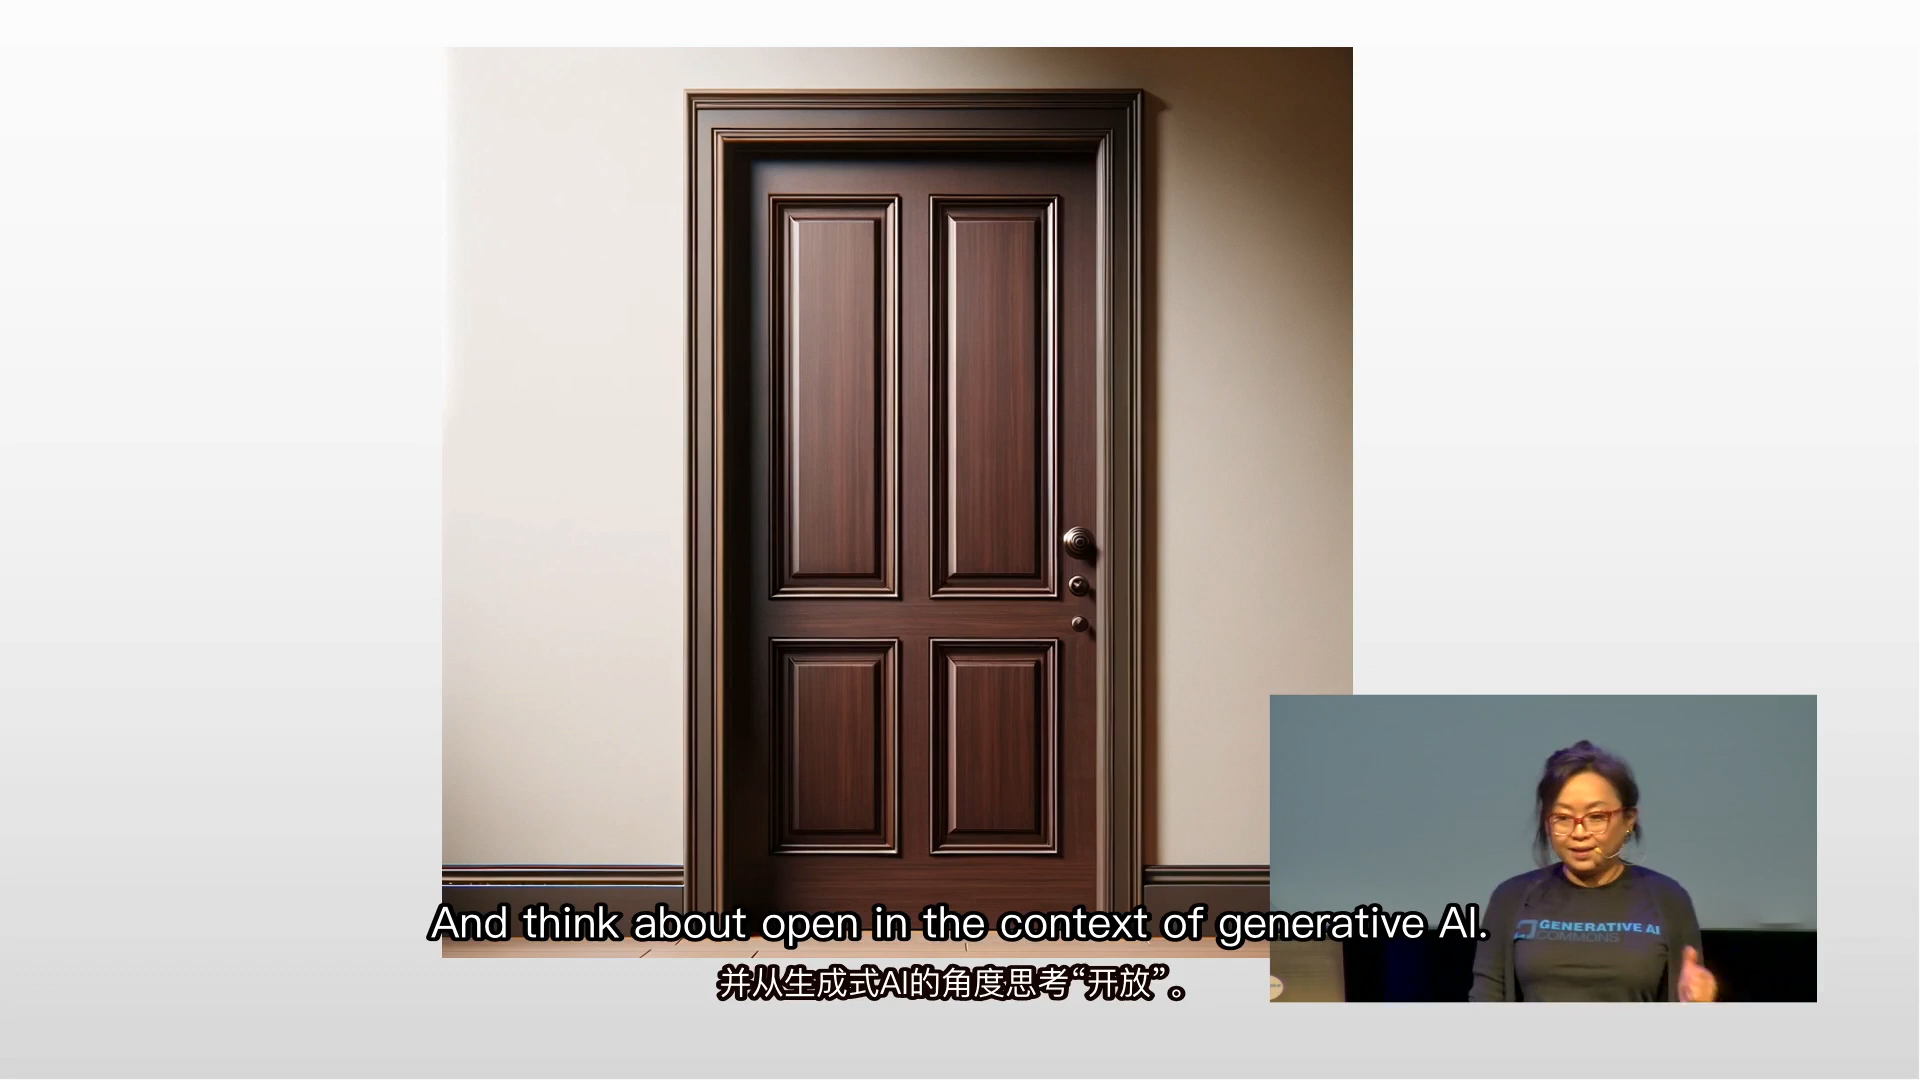 GENERATIVE AI
COMMONS
And think about open in the context of generative AI.
并从生成式AI的角度思考“开放”。